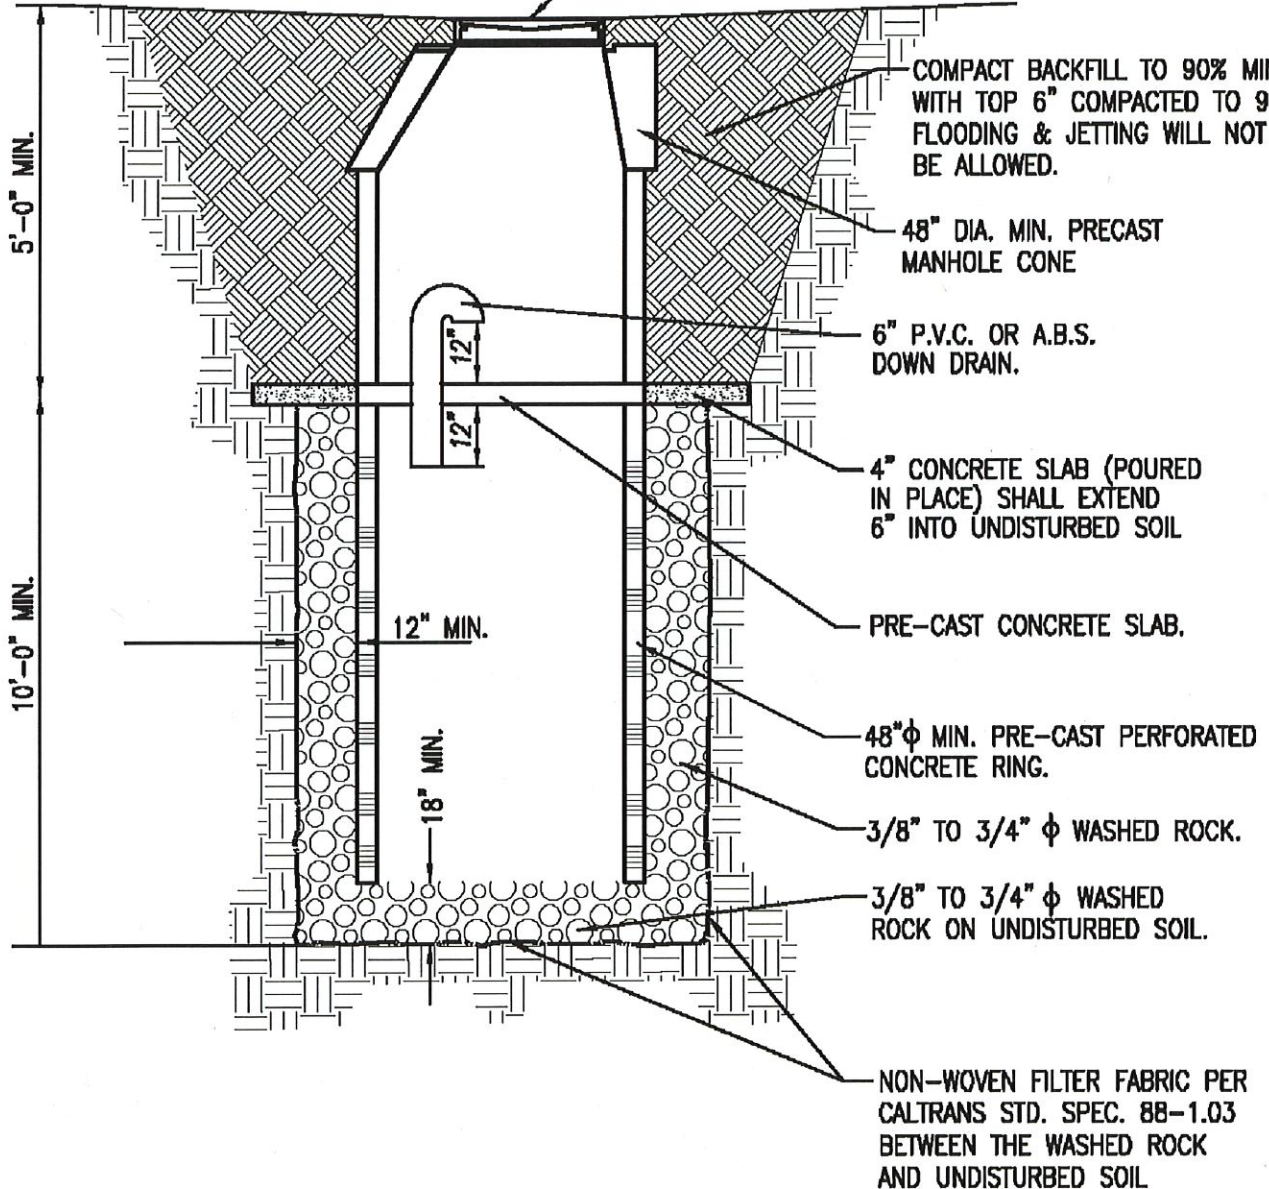 COMPACT BACKFILL TO 90%
WITH TOP 6" COMPACTED TO
FLOODING & JETTING WILL NOT
BE ALLOWED.
5'-0" MIN.
48" DIA. MIN. PRECAST
MANHOLE CONE
6" P.V.C. OR A.B.S.
DOWN DRAIN.
12"
12"
4" CONCRETE SLAB (POURED
IN PLACE) SHALL EXTEND
6" INTO UNDISTURBED SOIL
10'-0" MIN.
12" MIN.
PRE-CAST CONCRETE SLAB.
48"ϕ MIN. PRE-CAST PERFORATED
CONCRETE RING.
18" MIN.
3/8" TO 3/4" ϕ WASHED ROCK.
3/8" TO 3/4" ϕ WASHED
ROCK ON UNDISTURBED SOIL.
NON-WOVEN FILTER FABRIC PER
CALTRANS STD. SPEC. 88-1.03
BETWEEN THE WASHED ROCK
AND UNDISTURBED SOIL